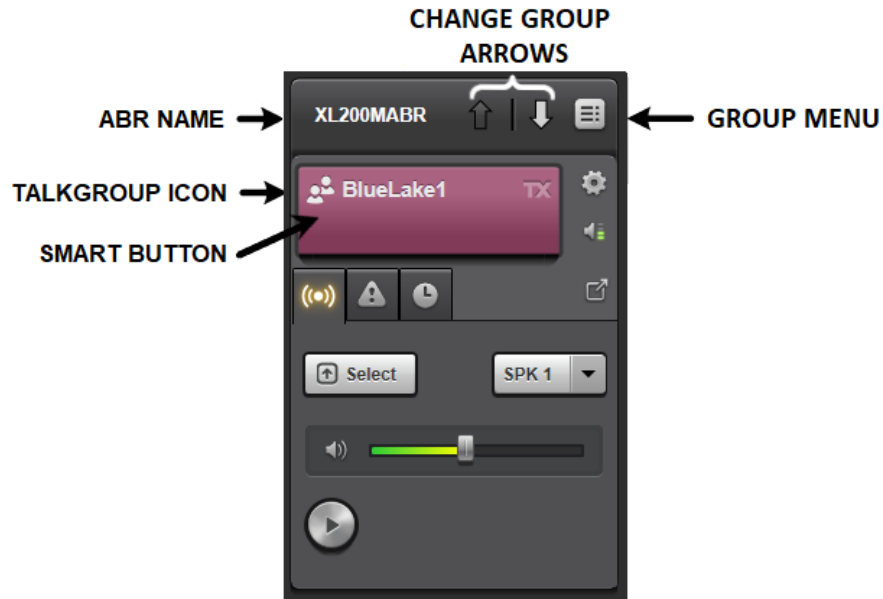 CHANGE GROUP
ARROWS
ABR NAME
XL200MABR
GROUP MENU
TALKGROUP ICON
BlueLake1
TX
SMART BUTTON
Select
SPK 1